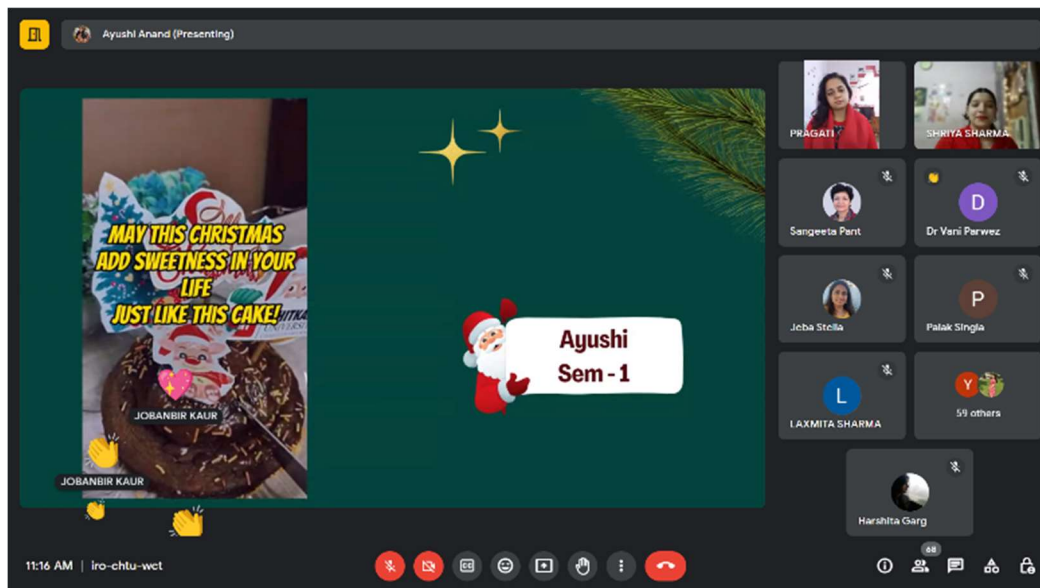 Ayushi Anand (Presenting)
MAY THIS CHRISTMAS
ADD SWEETNESS IN YOUR
LIFE
JUST LIKE THIS CAKE!
JOBANBIR KAUR
JOBANBIR KAUR
Ayushi
Sem - 1
PRAGATI
SHRIYA SHARMA
Sangeeta Pant
D
Dr Vani Parwez
Jeba Stella
P
Palak Singla
L
LAXMITA SHARMA
Y
59 others
Harshita Garg
11:16 AM | iro-chtu-wct
68